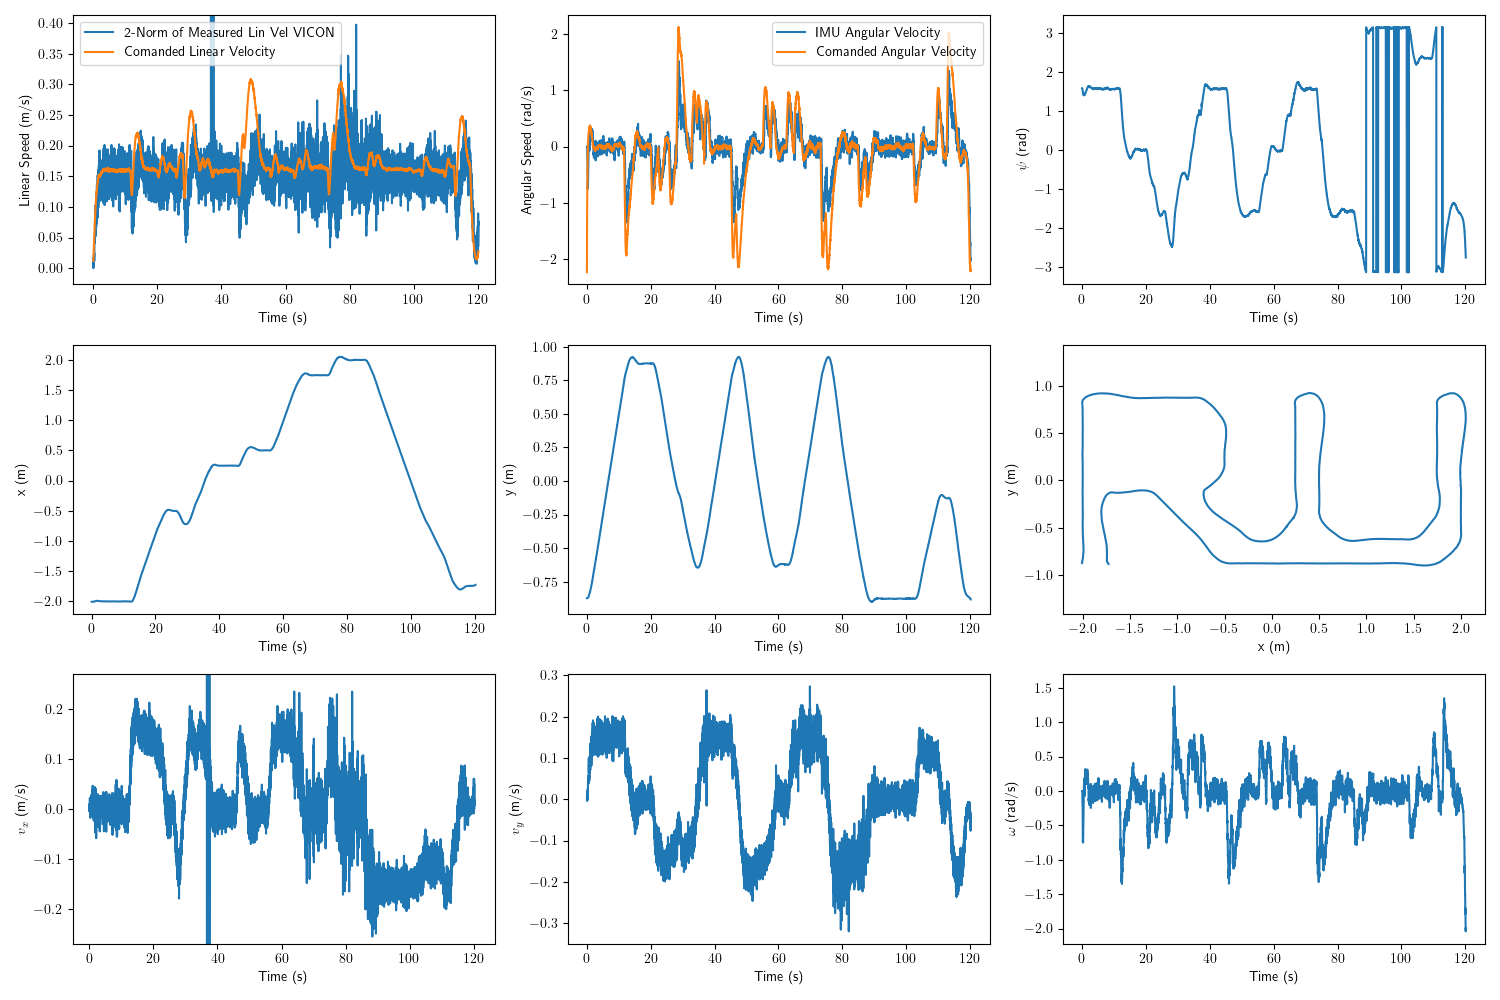 0.40
0.35
0.30
0.25
0.20
0.15
0.10
0.05
0.00
Linear Speed (m/s)
2-Norm of Measured Lin Vel VICON
Comanded Linear Velocity
0 20 40 60 80 100 120
Time (s)
2
1
0
−1
−2
Angular Speed (rad/s)
IMU Angular Velocity
Comanded Angular Velocity
0 20 40 60 80 100 120
Time (s)
3
2
1
0
−1
−2
−3
ψ (rad)
0 20 40 60 80 100 120
Time (s)
2.0
1.5
1.0
0.5
0.0
−0.5
−1.0
−1.5
−2.0
x (m)
0 20 40 60 80 100 120
Time (s)
1.00
0.75
0.50
0.25
0.00
−0.25
−0.50
−0.75
y (m)
0 20 40 60 80 100 120
Time (s)
1.0
0.5
0.0
−0.5
−1.0
y (m)
−2.0 −1.5 −1.0 −0.5 0.0 0.5 1.0 1.5 2.0
x (m)
0.2
0.1
0.0
−0.1
−0.2
vₓ (m/s)
0 20 40 60 80 100 120
Time (s)
0.3
0.2
0.1
0.0
−0.1
−0.2
−0.3
v_y (m/s)
0 20 40 60 80 100 120
Time (s)
1.5
1.0
0.5
0.0
−0.5
−1.0
−1.5
−2.0
ω (rad/s)
0 20 40 60 80 100 120
Time (s)